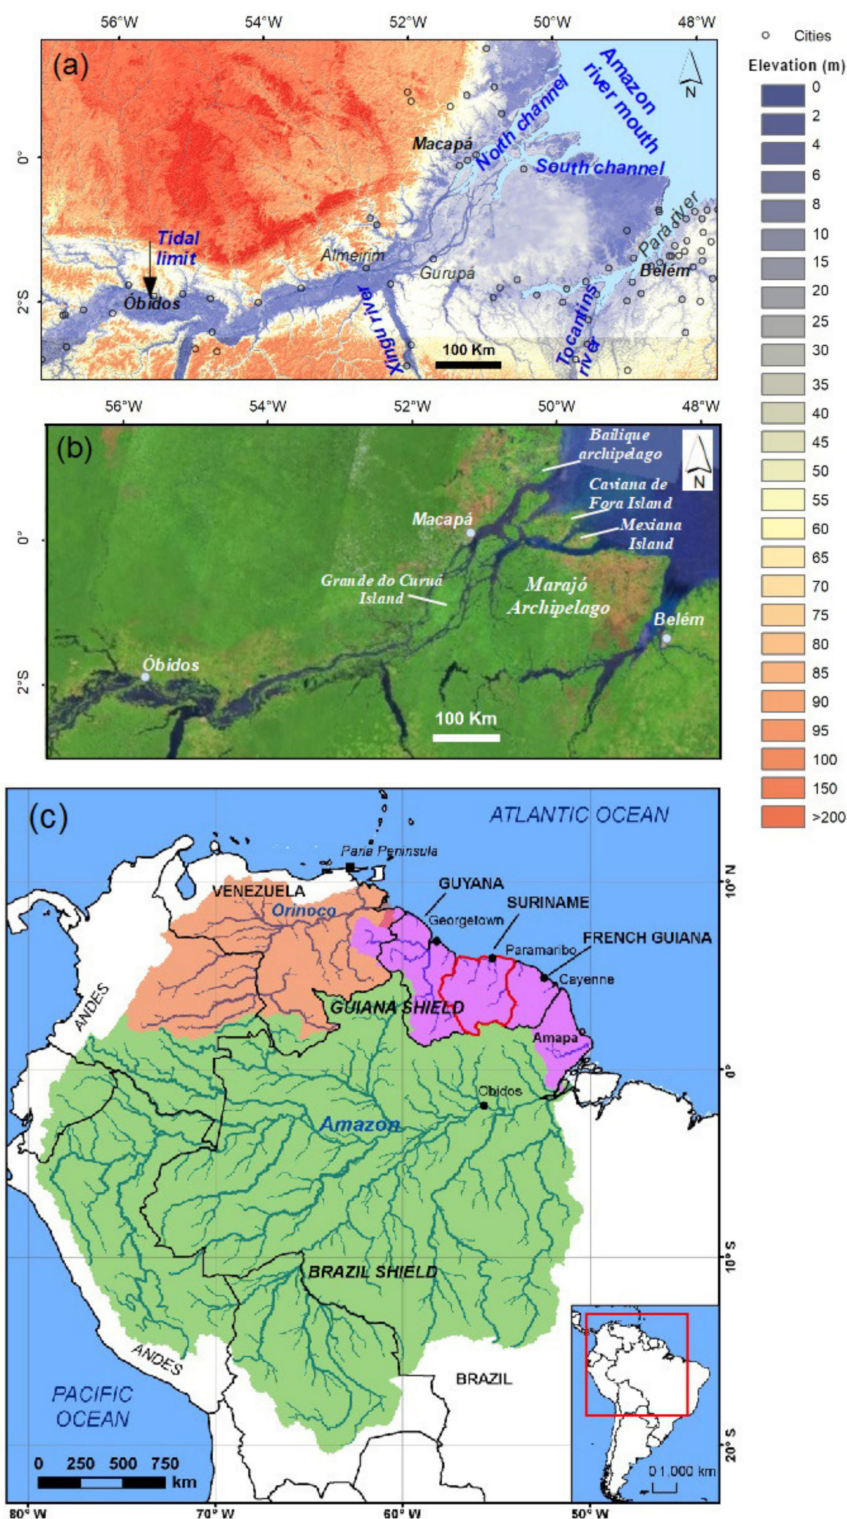 56°W 54°W 52°W 50°W 48°W
(a)
Amazon
river mouth
N
North channel
Macapá
0°
South channel
Pará river
Tidal
limit
Almeirim
Gurupá
Belém
Óbidos
2°S
Xingu river
Tocantins
river
100 Km
Cities
Elevation (m)
0
2
4
6
8
10
15
20
25
30
35
40
45
50
55
60
65
70
75
80
85
90
95
100
150
>200
56°W 54°W 52°W 50°W 48°W
(b)
Bailique
archipelago
N
Caviana de
Fora Island
Macapá
Mexiana
Island
0°
Grande do Curuá
Island
Marajó
Archipelago
Belém
Óbidos
2°S
100 Km
(c)
ATLANTIC OCEAN
Paria Peninsula
10°N
VENEZUELA
GUYANA
Orinoco
Georgetown
SURINAME
Paramaribo
FRENCH GUIANA
Cayenne
ANDES
GUIANA SHIELD
Amapa
0°
Obidos
Amazon
10°S
BRAZIL SHIELD
ANDES
BRAZIL
PACIFIC
OCEAN
0 250 500 750
km
20°S
0 1,000 km
80°W 70°W 60°W 50°W